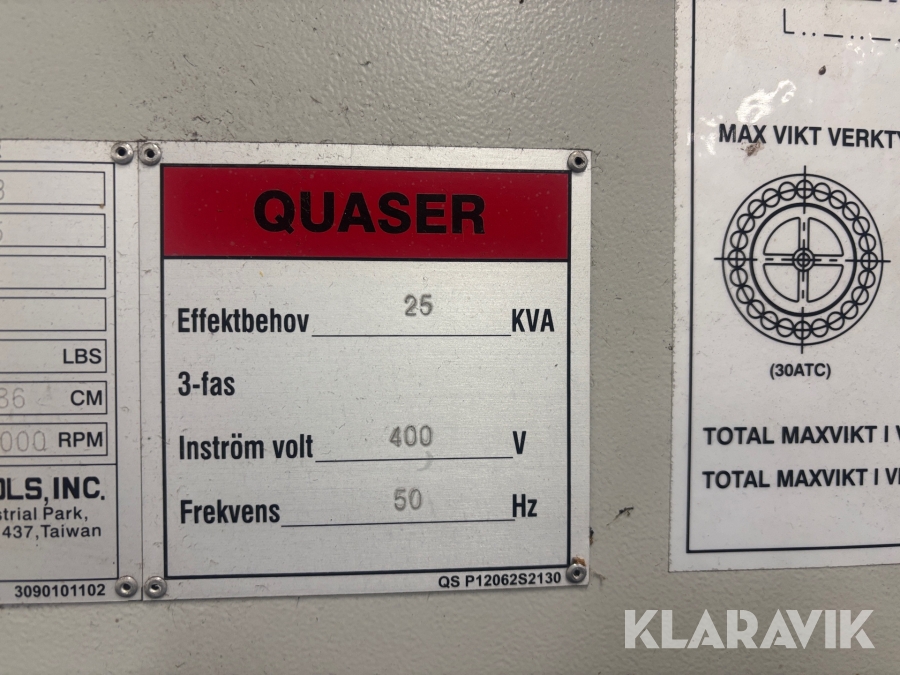 LBS
CM
000 RPM
OLS, INC.
strial Park,
437, Taiwan
3090101102
QUASER
Effektbehov 25 KVA
3-fas
Inström volt 400 V
Frekvens 50 Hz
QS P12062S2130
MAX VIKT VERKTY
(30ATC)
TOTAL MAXVIKT I V
TOTAL MAXVIKT I V
KLARAVIK